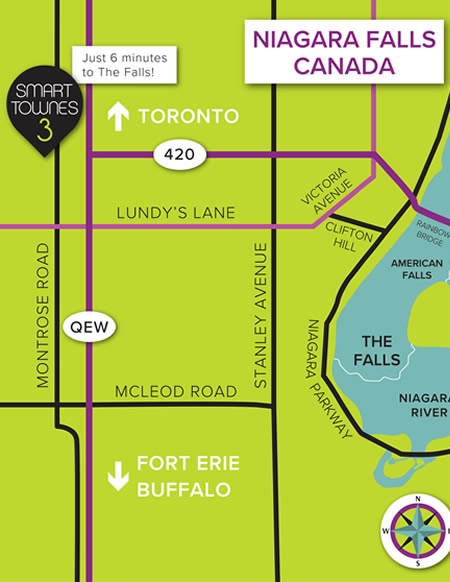 NIAGARA FALLS
CANADA
Just 6 minutes
to The Falls!
SMART
TOWNES
3
TORONTO
420
VICTORIA
AVENUE
LUNDY'S LANE
CLIFTON
HILL
RAINBOW
BRIDGE
AMERICAN
FALLS
MONTROSE ROAD
STANLEY AVENUE
QEW
THE
FALLS
NIAGARA PARKWAY
MCLEOD ROAD
NIAGARA
RIVER
FORT ERIE
BUFFALO
N
W
E
S